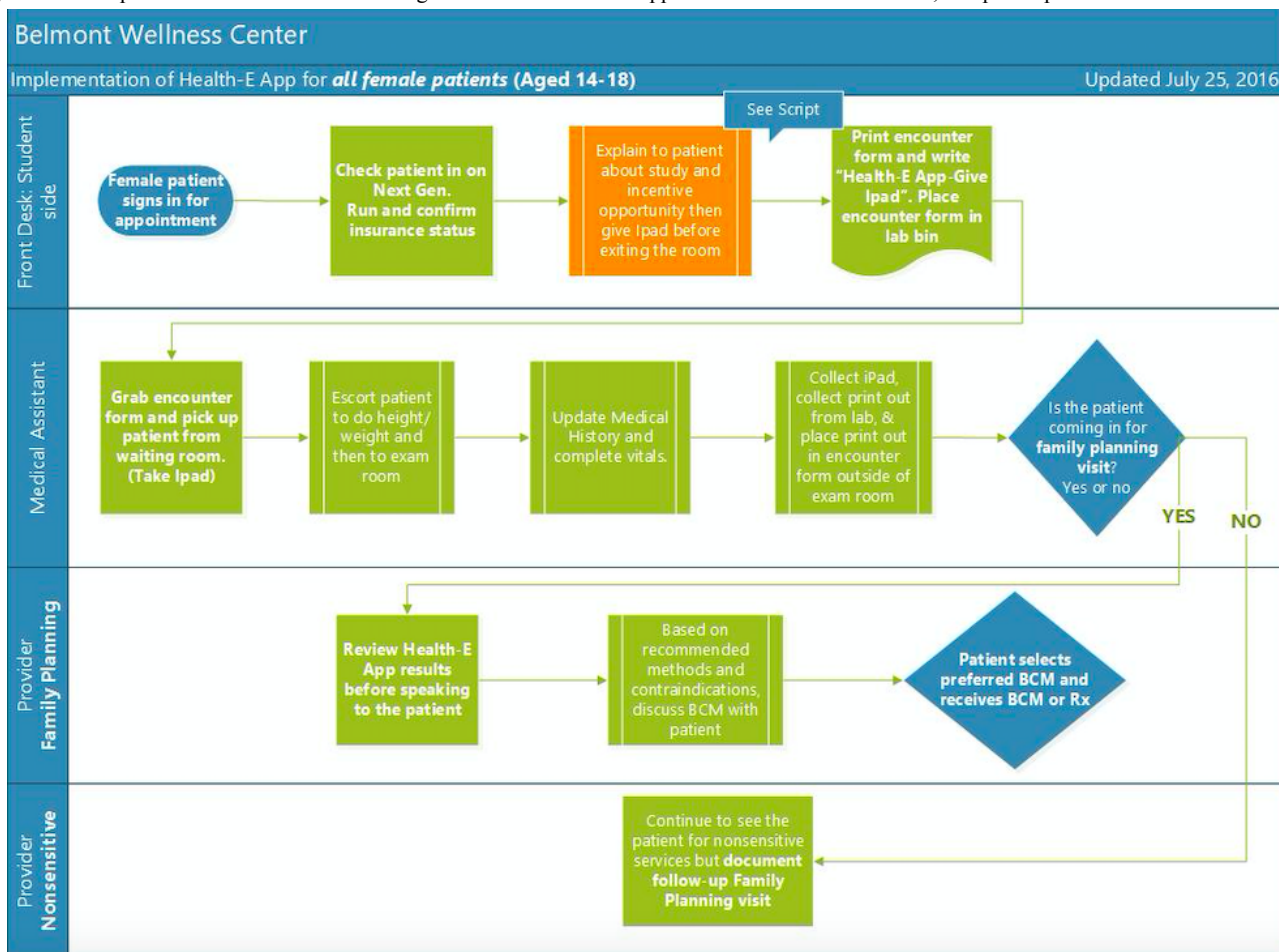 Belmont Wellness Center
Implementation of Health-E App for all female patients (Aged 14-18)
Updated July 25, 2016
Front Desk: Student
side
Female patient
signs in for
appointment
Check patient in on
Next Gen.
Run and confirm
insurance status
Explain to patient
about study and
incentive
opportunity then
give Ipad before
exiting the room
See Script
Print encounter
form and write
"Health-E App-Give
Ipad". Place
encounter form in
lab bin
Medical Assistant
Grab encounter
form and pick up
patient from
waiting room.
(Take Ipad)
Escort patient
to do height/
weight and
then to exam
room
Update Medical
History and
complete vitals.
Collect iPad,
collect print out
from lab, &
place print out
in encounter
form outside of
exam room
Is the patient
coming in for
family planning
visit?
Yes or no
YES
NO
Provider
Family Planning
Review Health-E
App results
before speaking
to the patient
Based on
recommended
methods and
contraindications,
discuss BCM with
patient
Patient selects
preferred BCM and
receives BCM or Rx
Provider
Nonsensitive
Continue to see the
patient for nonsensitive
services but document
follow-up Family
Planning visit